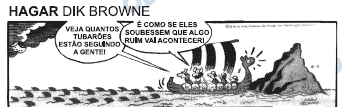 HAGAR DIK BROWNE
VEJA QUANTOS
TUBARÕES
ESTÃO SEGUINDO
A GENTE!
É COMO SE ELES
SOUBESSEM QUE ALGO
RUIM VAI ACONTECER!